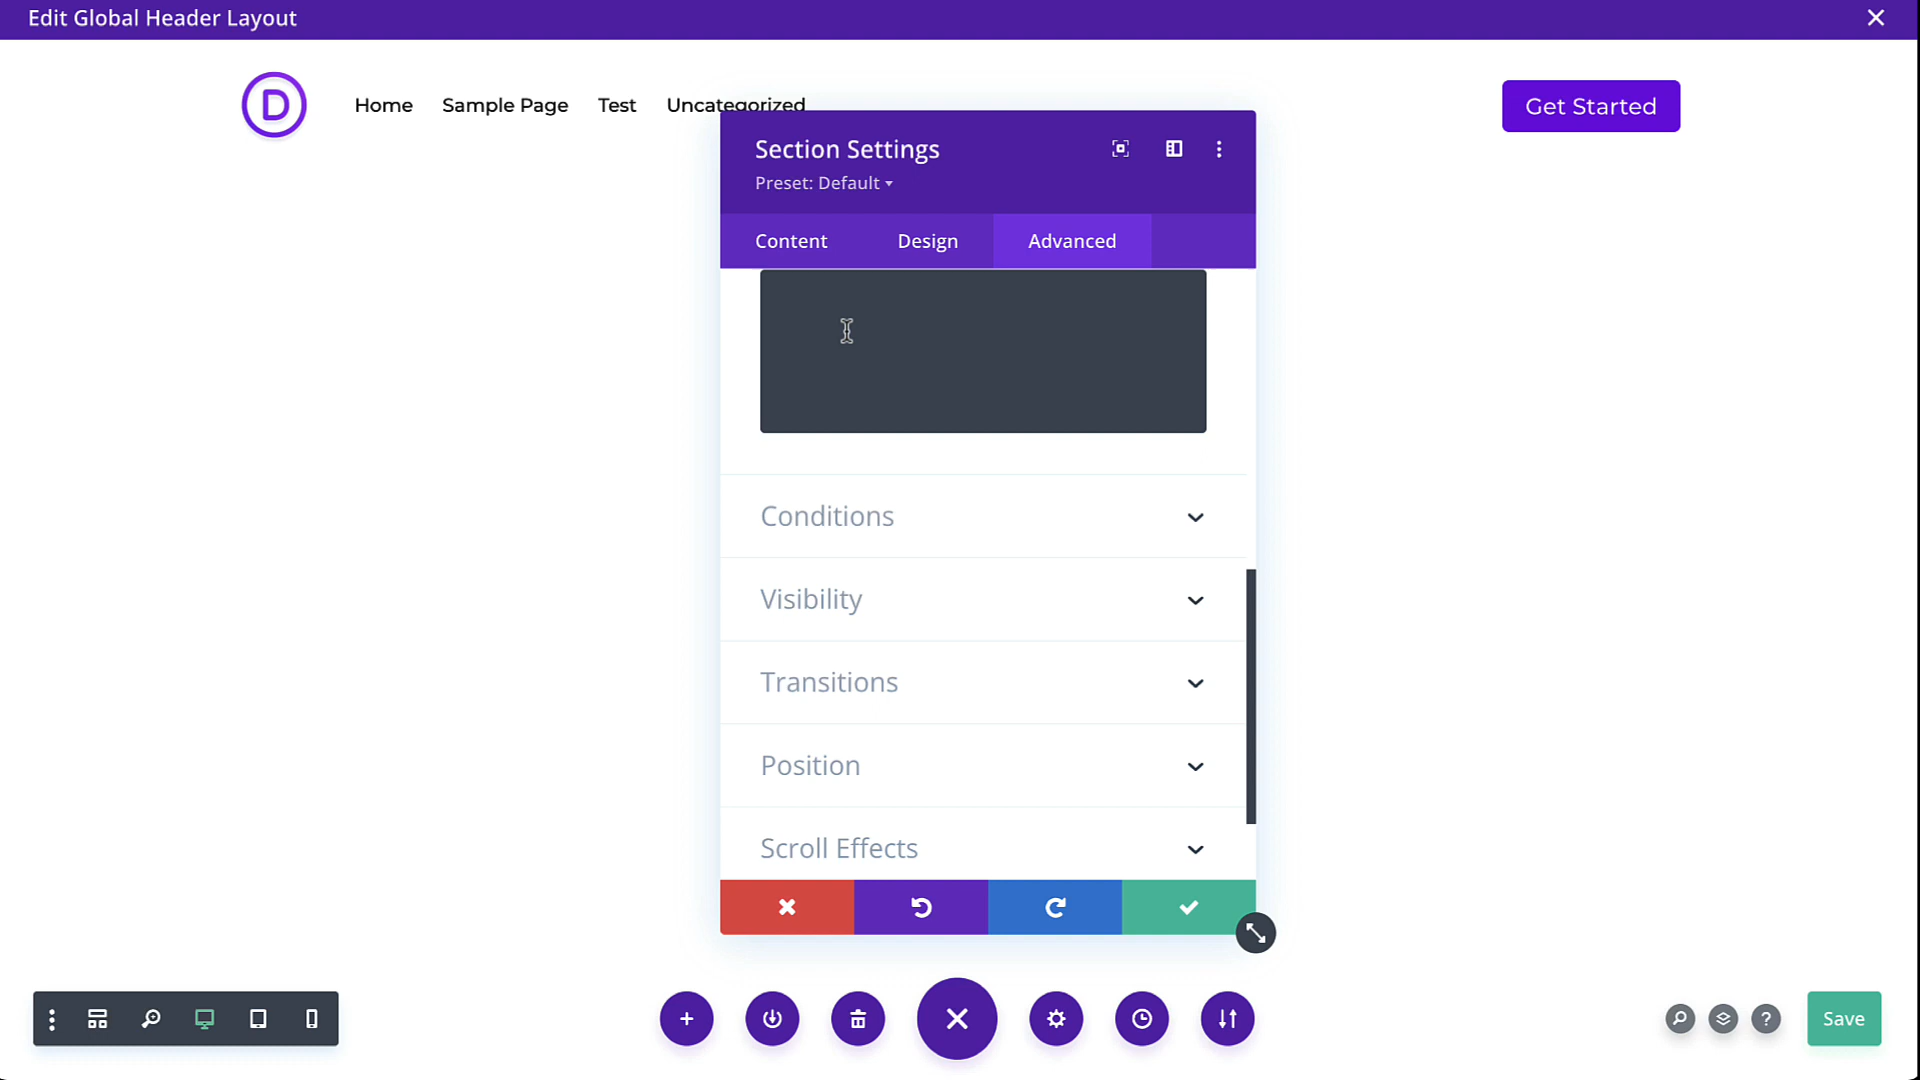 Edit Global Header Layout
D
Home Sample Page Test Uncategorized
Get Started
Section Settings
Preset: Default
Content Design Advanced
Conditions
Visibility
Transitions
Position
Scroll Effects
?
Save